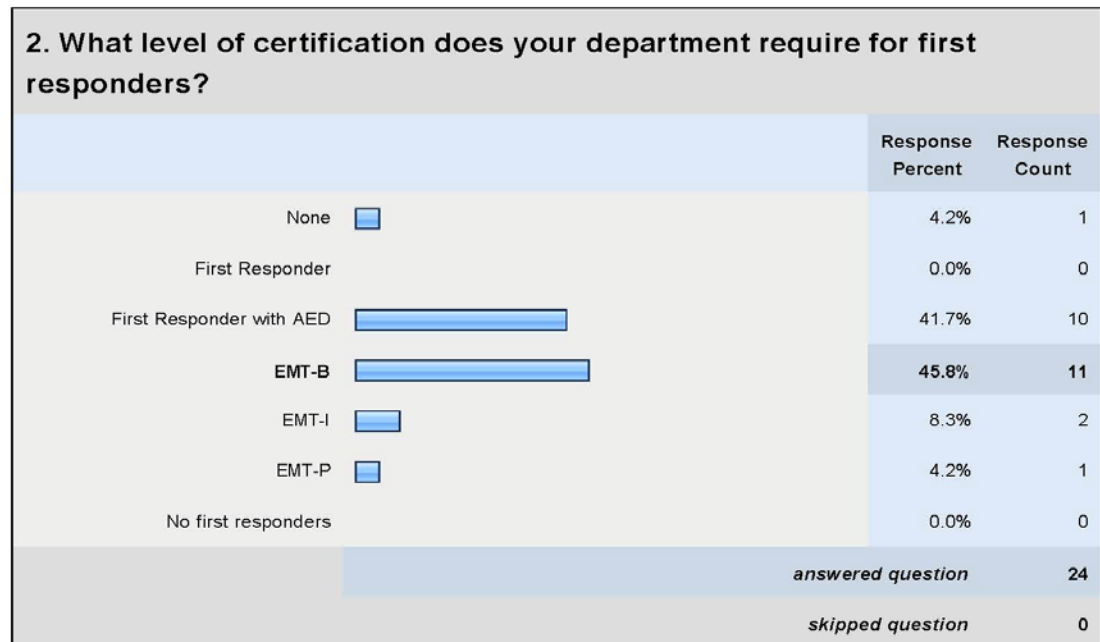 2. What level of certification does your department require for first
responders?
Response Percent Response Count
None 4.2% 1
First Responder 0.0% 0
First Responder with AED 41.7% 10
EMT-B 45.8% 11
EMT-I 8.3% 2
EMT-P 4.2% 1
No first responders 0.0% 0
answered question 24
skipped question 0